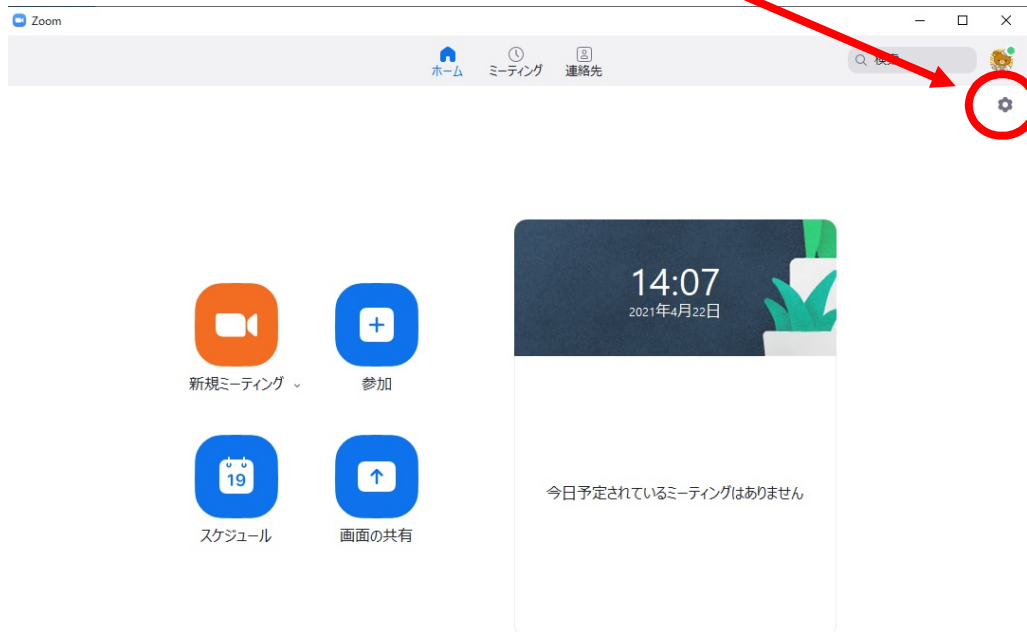 Zoom
ホーム ミーティング 連絡先
検索
14:07
2021年4月22日
新規ミーティング 参加
19
スケジュール 画面の共有
今日予定されているミーティングはありません